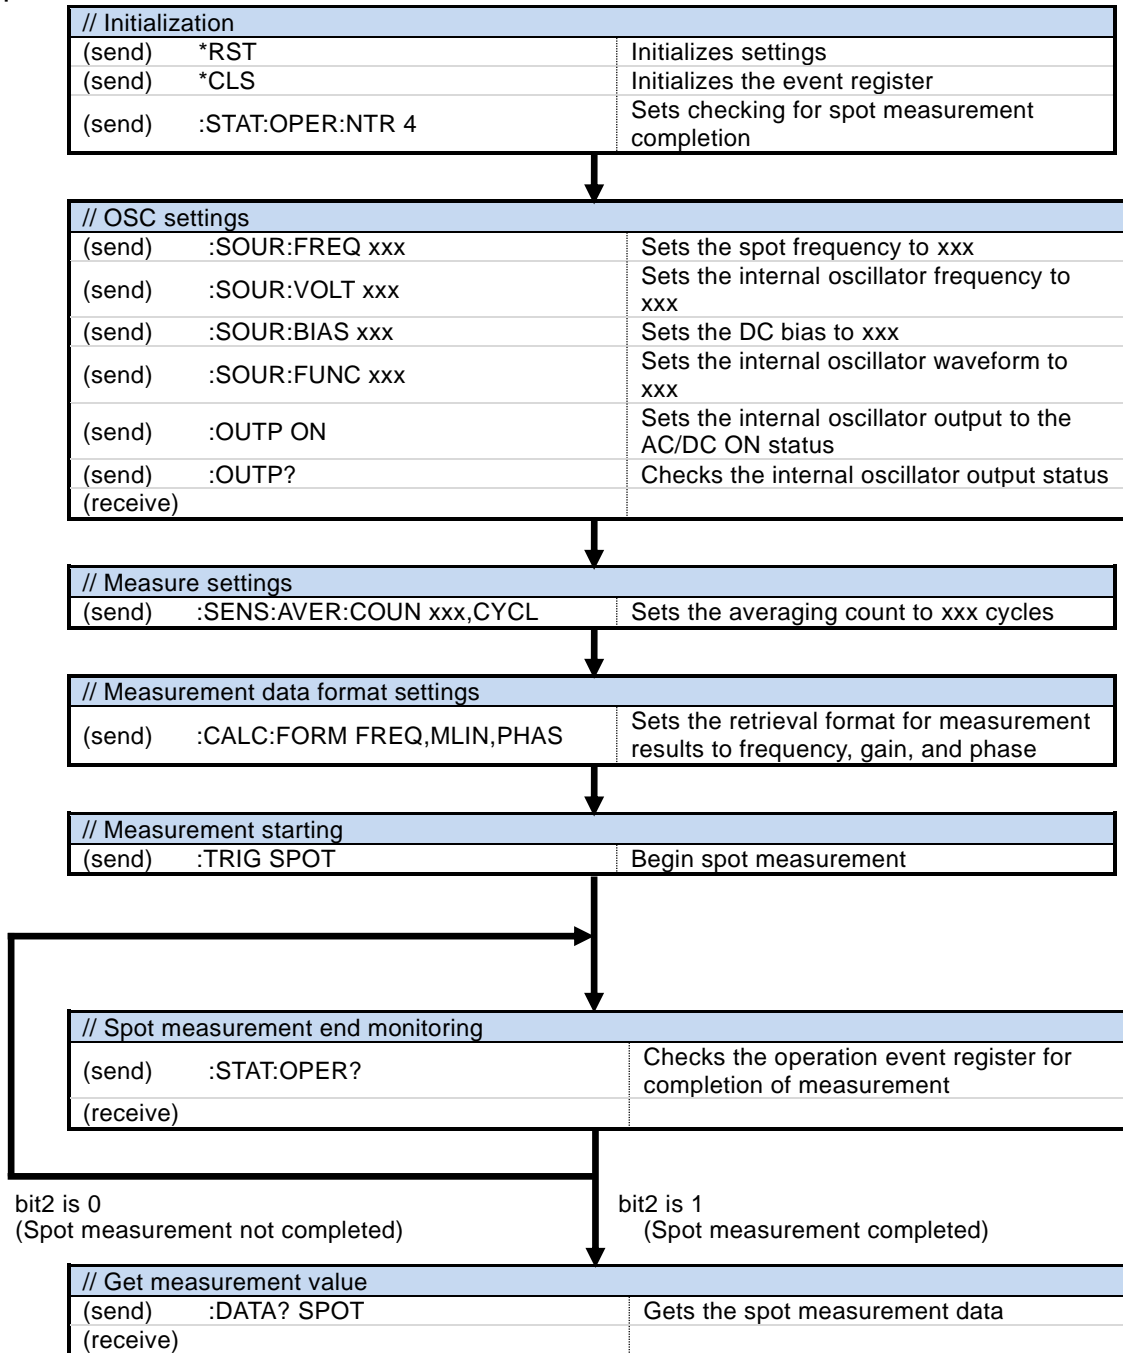 // Initialization
(send) *RST Initializes settings
(send) *CLS Initializes the event register
(send) :STAT:OPER:NTR 4 Sets checking for spot measurement
completion
// OSC settings
(send) :SOUR:FREQ xxx Sets the spot frequency to xxx
(send) :SOUR:VOLT xxx Sets the internal oscillator frequency to
xxx
(send) :SOUR:BIAS xxx Sets the DC bias to xxx
(send) :SOUR:FUNC xxx Sets the internal oscillator waveform to
xxx
(send) :OUTP ON Sets the internal oscillator output to the
AC/DC ON status
(send) :OUTP? Checks the internal oscillator output status
(receive)
// Measure settings
(send) :SENS:AVER:COUN xxx,CYCL Sets the averaging count to xxx cycles
// Measurement data format settings
(send) :CALC:FORM FREQ,MLIN,PHAS Sets the retrieval format for measurement
results to frequency, gain, and phase
// Measurement starting
(send) :TRIG SPOT Begin spot measurement
// Spot measurement end monitoring
(send) :STAT:OPER? Checks the operation event register for
completion of measurement
(receive)
bit2 is 0
(Spot measurement not completed)
bit2 is 1
(Spot measurement completed)
// Get measurement value
(send) :DATA? SPOT Gets the spot measurement data
(receive)